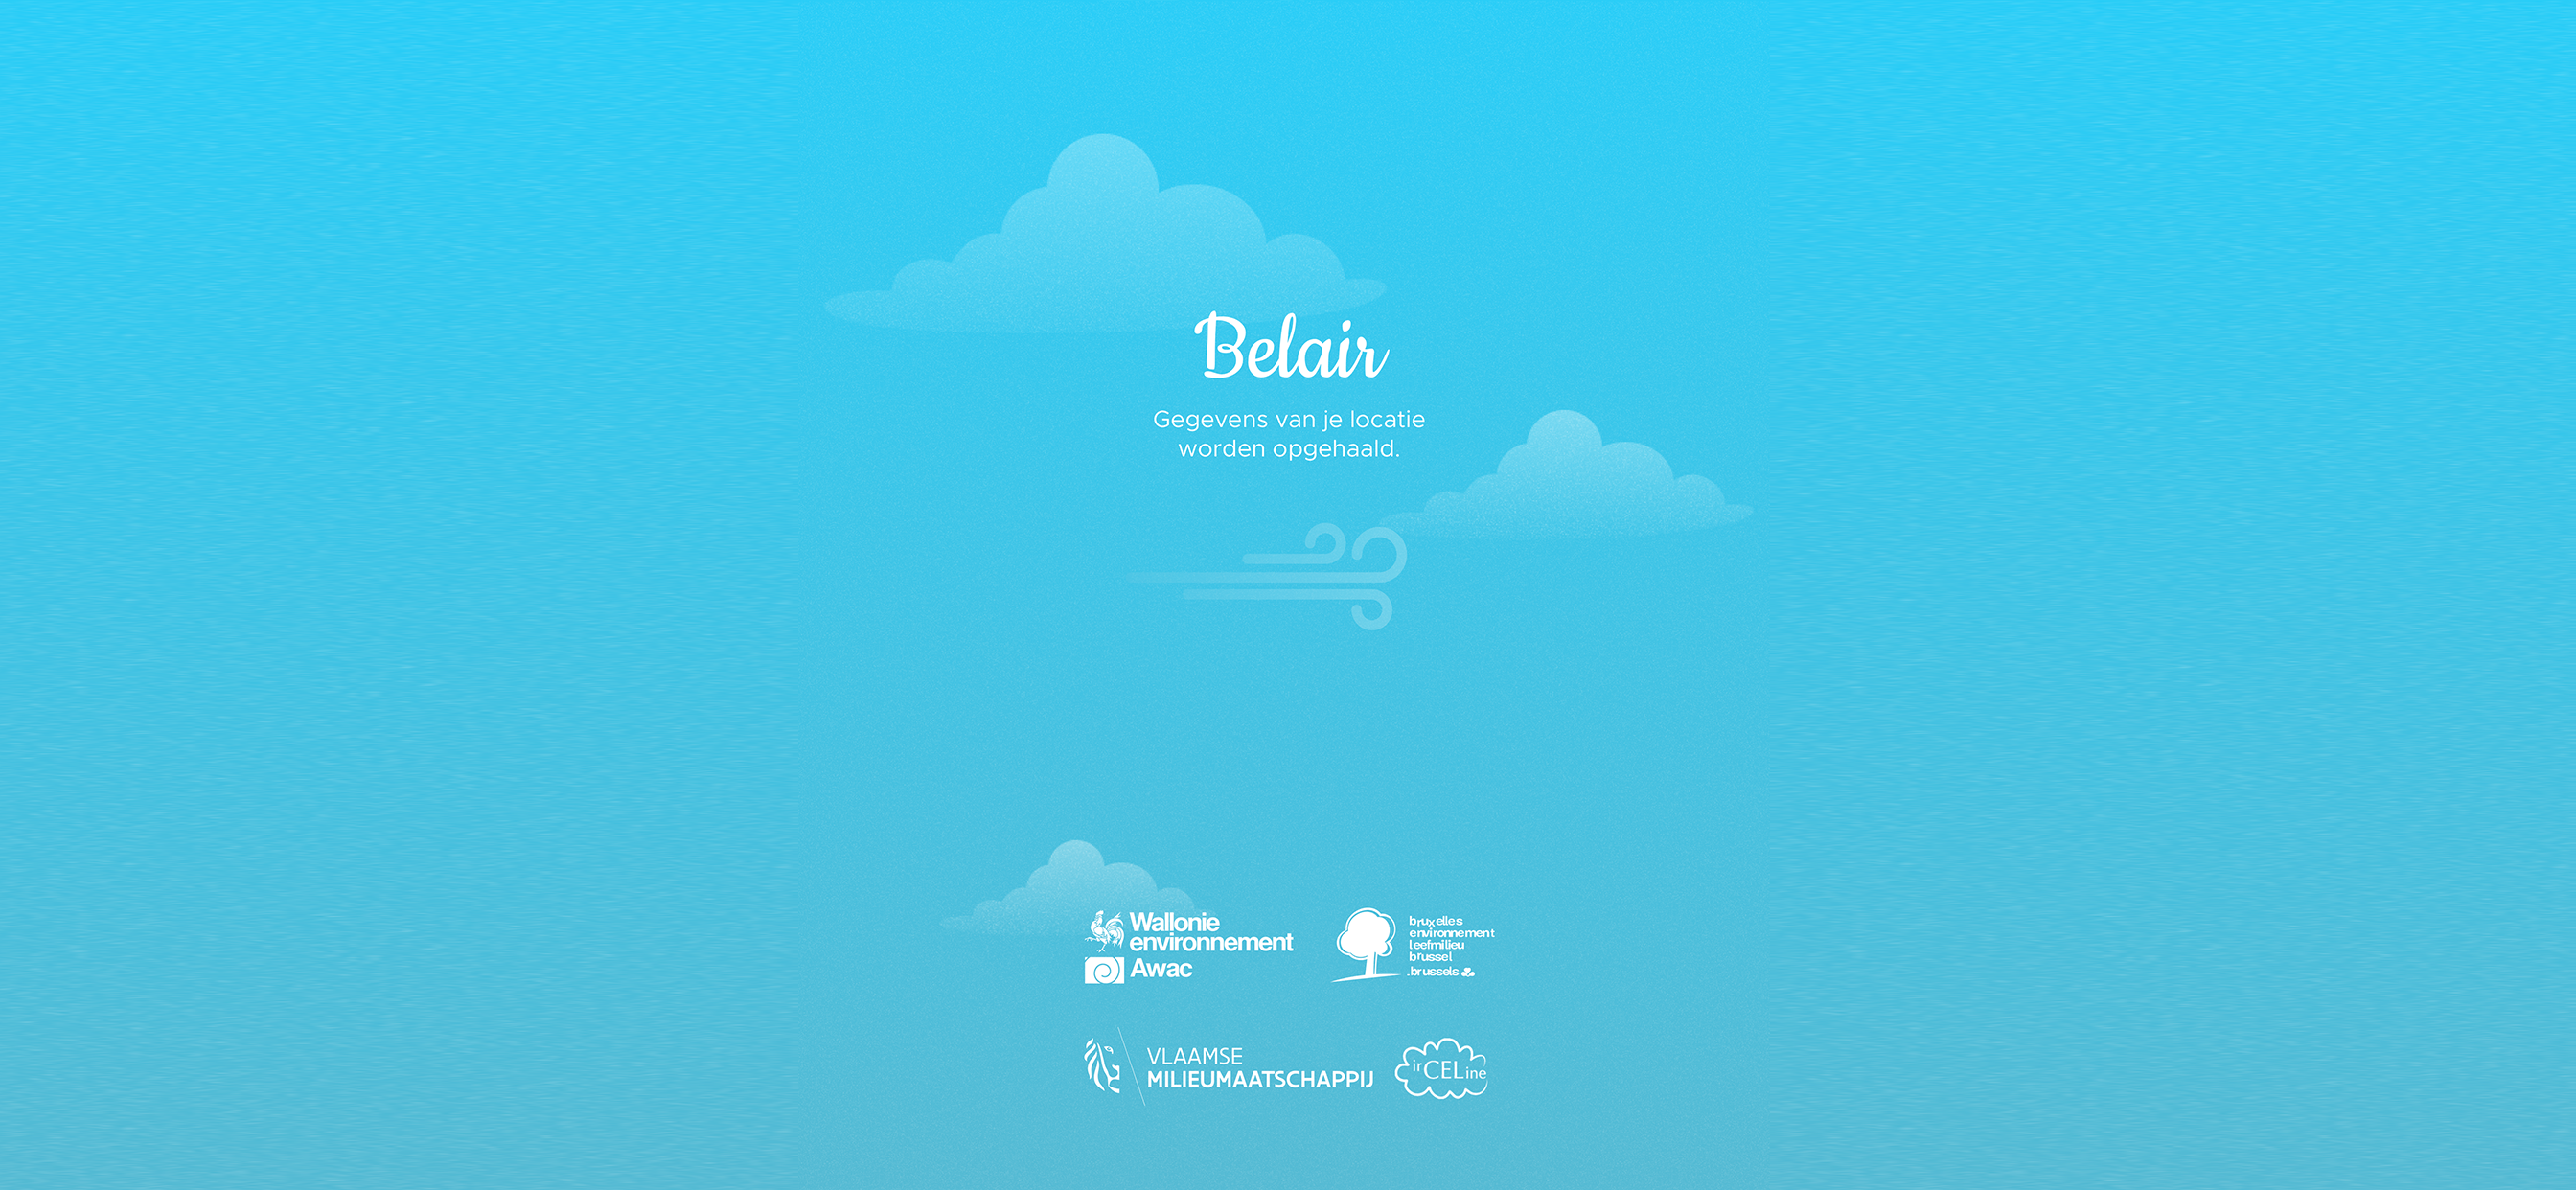 Belair
Gegevens van je locatie
worden opgehaald.
Wallonie
environnement
Awac
bruxelles
environnement
leefmilieu
brussel
.brussels
VLAAMSE
MILIEUMAATSCHAPPIJ
irCELine